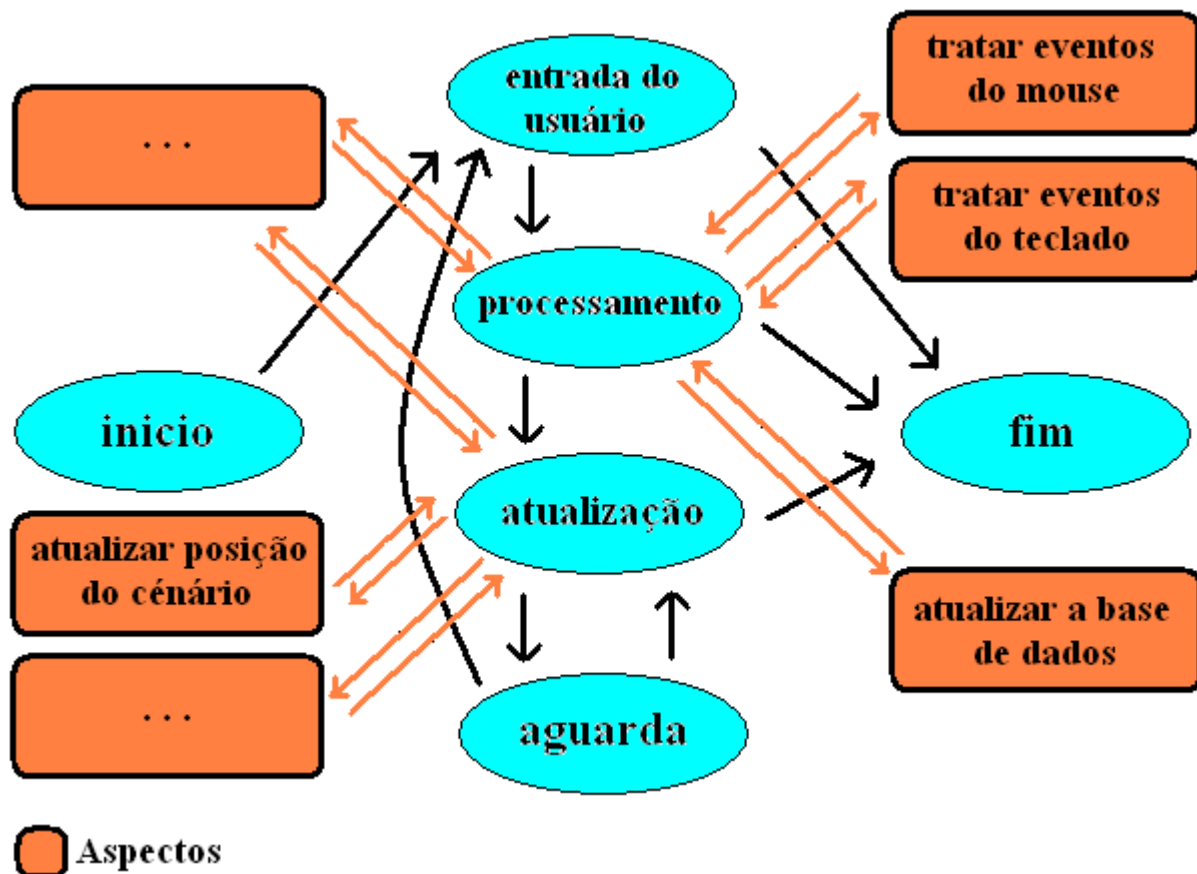 entrada do
usuário
tratar eventos
do mouse
. . .
tratar eventos
do teclado
processamento
inicio
fim
atualização
atualizar posição
do cénário
atualizar a base
de dados
. . .
aguarda
Aspectos